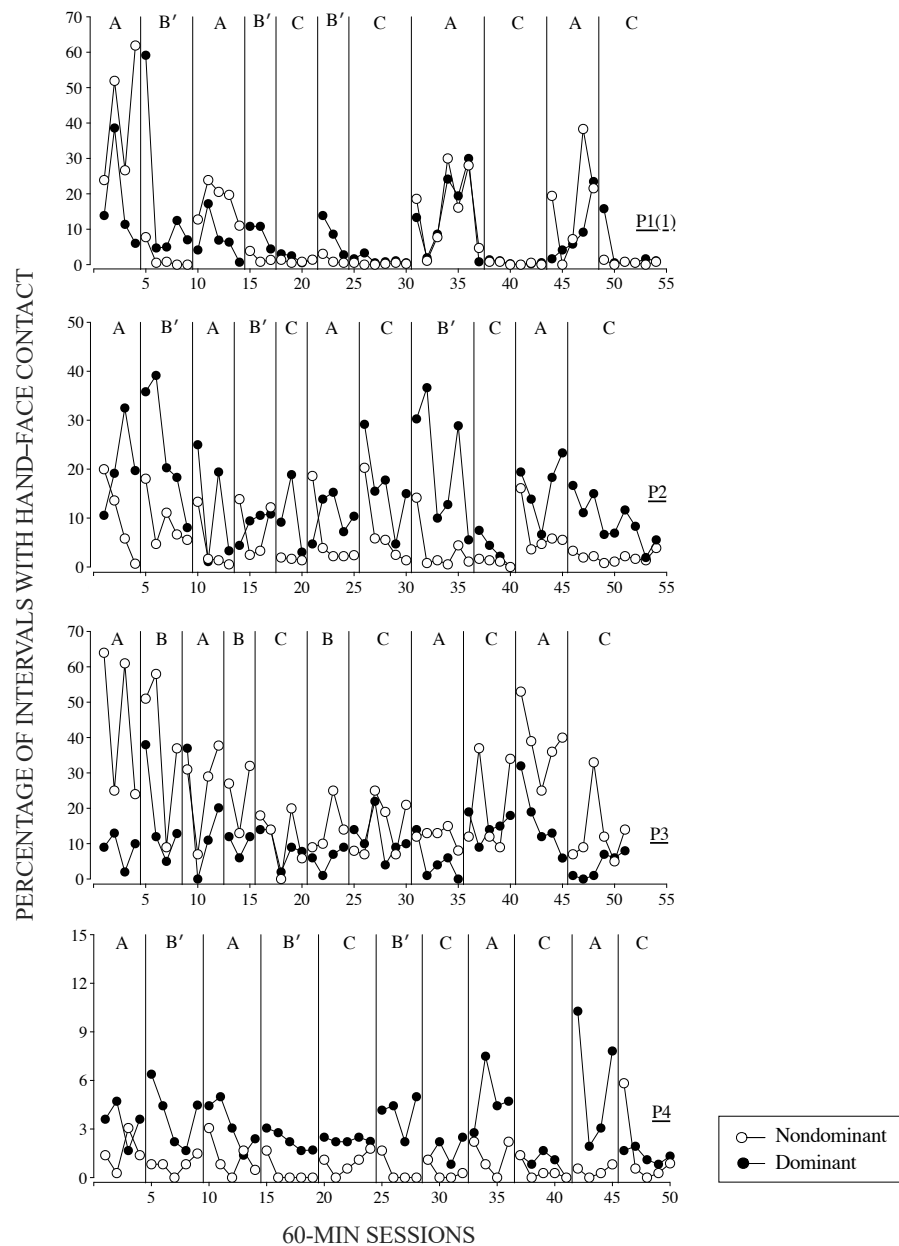 PERCENTAGE OF INTERVALS WITH HAND–FACE CONTACT
A B′ A B′ C B′ C A C A C
70
60
50
40
30
20
10
0
P1(1)
5 10 15 20 25 30 35 40 45 50 55
A B′ A B′ C A C B′ C A C
50
40
30
20
10
0
P2
5 10 15 20 25 30 35 40 45 50 55
A B A B C B C A C A C
70
60
50
40
30
20
10
0
P3
5 10 15 20 25 30 35 40 45 50 55
A B′ A B′ C B′ C A C A C
15
12
9
6
3
0
P4
5 10 15 20 25 30 35 40 45 50
Nondominant
Dominant
60-MIN SESSIONS